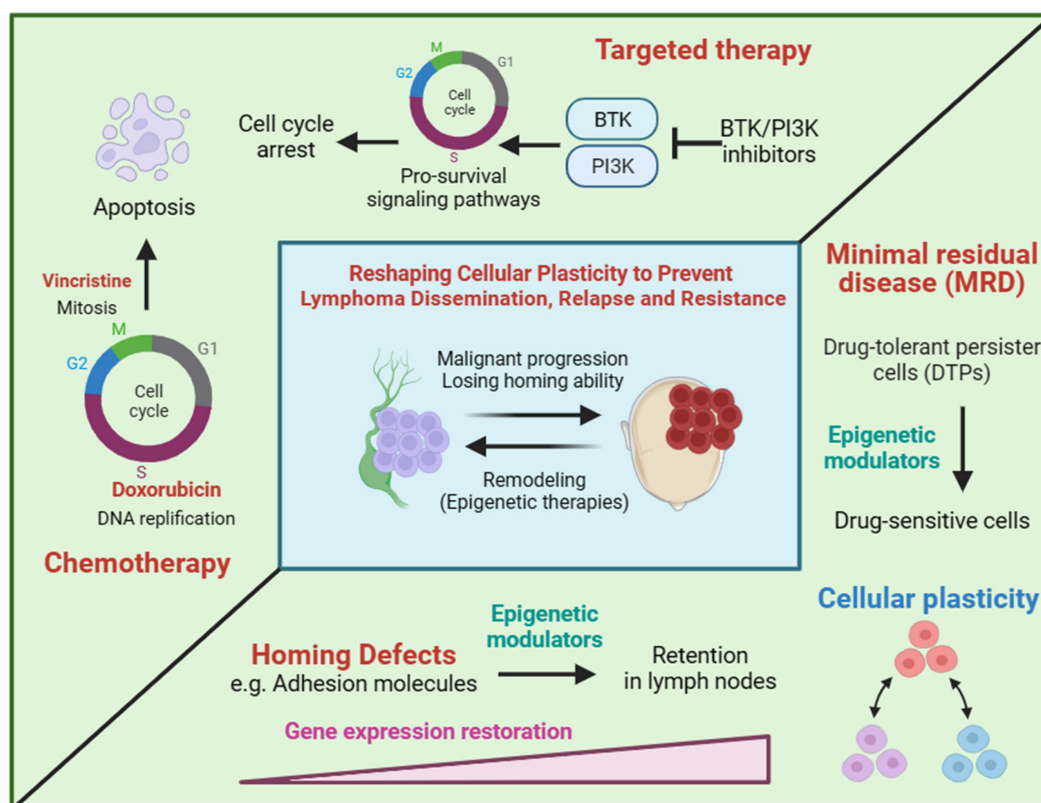 Targeted therapy
M
G1
G2
Cell
cycle
S
Pro-survival
signaling pathways
Cell cycle
arrest
BTK
PI3K
BTK/PI3K
inhibitors
Apoptosis
Vincristine
Mitosis
M
G1
G2
Cell
cycle
S
Doxorubicin
DNA replification
Chemotherapy
Reshaping Cellular Plasticity to Prevent
Lymphoma Dissemination, Relapse and Resistance
Malignant progression
Losing homing ability
Remodeling
(Epigenetic therapies)
Minimal residual
disease (MRD)
Drug-tolerant persister
cells (DTPs)
Epigenetic
modulators
Drug-sensitive cells
Cellular plasticity
Homing Defects
e.g. Adhesion molecules
Epigenetic
modulators
Retention
in lymph nodes
Gene expression restoration